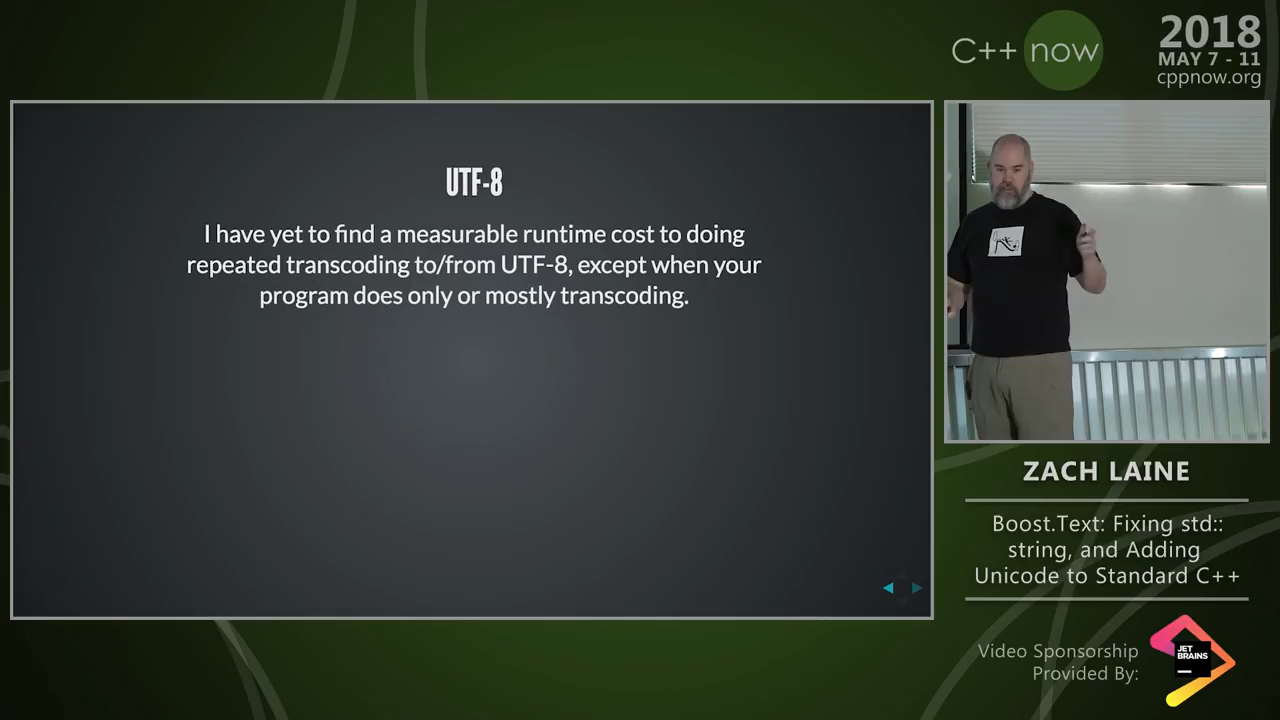 C++ now
2018
MAY 7 - 11
cppnow.org
UTF-8
I have yet to find a measurable runtime cost to doing
repeated transcoding to/from UTF-8, except when your
program does only or mostly transcoding.
ZACH LAINE
Boost.Text: Fixing std::
string, and Adding
Unicode to Standard C++
Video Sponsorship
Provided By:
JET
BRAINS